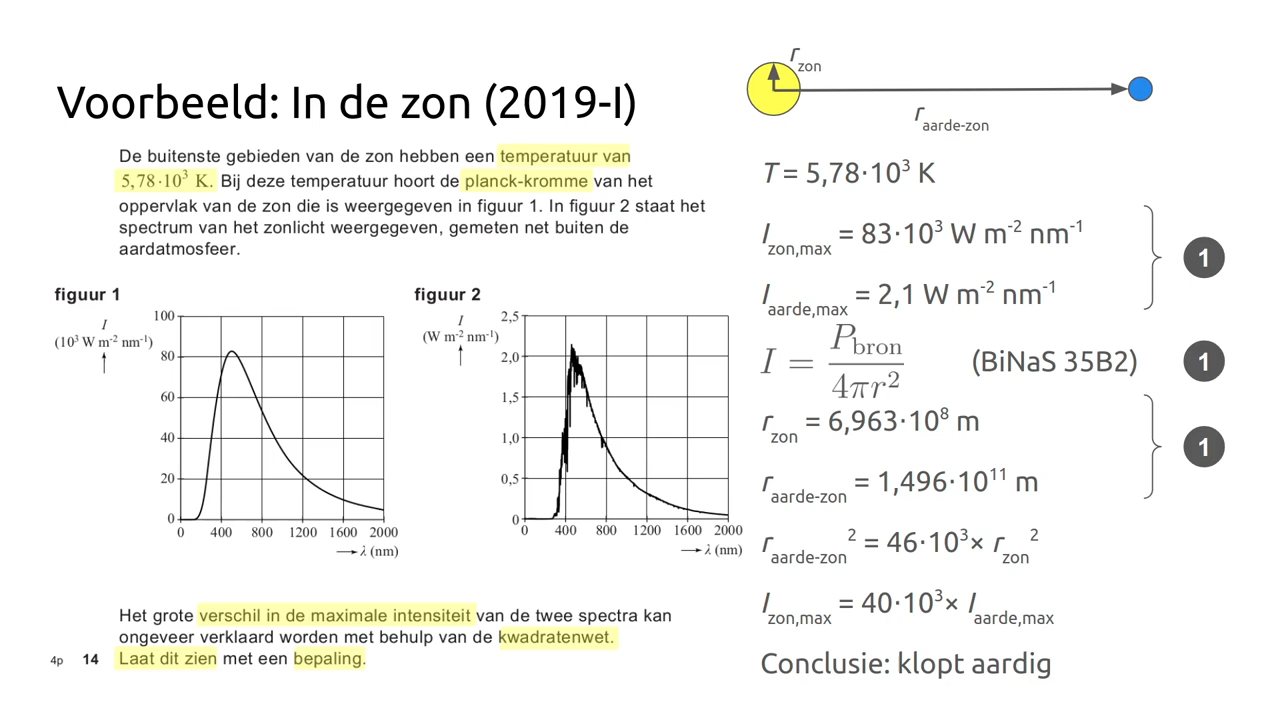 Voorbeeld: In de zon (2019-I)
De buitenste gebieden van de zon hebben een temperatuur van
5,78·10³ K. Bij deze temperatuur hoort de planck-kromme van het
oppervlak van de zon die is weergegeven in figuur 1. In figuur 2 staat het
spectrum van het zonlicht weergegeven, gemeten net buiten de
aardatmosfeer.
figuur 1
I
(10³ W m⁻² nm⁻¹)
100
80
60
40
20
0
0 400 800 1200 1600 2000
λ (nm)
figuur 2
I
(W m⁻² nm⁻¹)
2,5
2,0
1,5
1,0
0,5
0
0 400 800 1200 1600 2000
λ (nm)
Het grote verschil in de maximale intensiteit van de twee spectra kan
ongeveer verklaard worden met behulp van de kwadratenwet.
4p 14 Laat dit zien met een bepaling.
r_zon
r_aarde-zon
T = 5,78·10³ K
I_zon,max = 83·10³ W m⁻² nm⁻¹
1
I_aarde,max = 2,1 W m⁻² nm⁻¹
I = P_bron / 4πr² (BiNaS 35B2) 1
r_zon = 6,963·10⁸ m
1
r_aarde-zon = 1,496·10¹¹ m
r_aarde-zon² = 46·10³× r_zon²
I_zon,max = 40·10³× I_aarde,max
Conclusie: klopt aardig